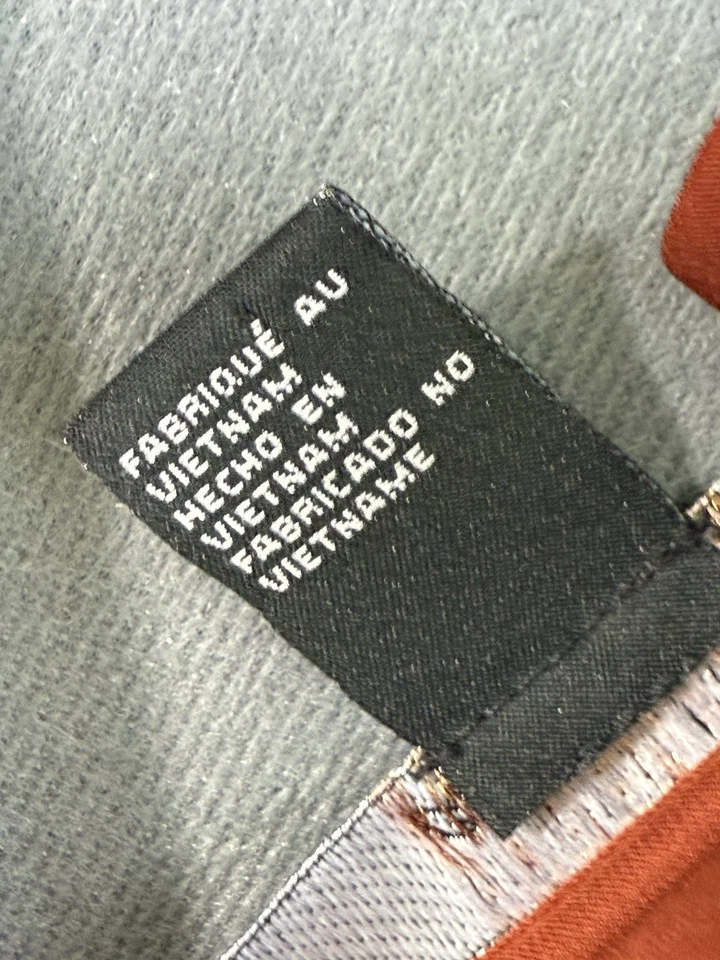 FABRIQUÉ AU
VIETNAM
HECHO EN
VIETNAM
FABRICADO NO
VIETNAME